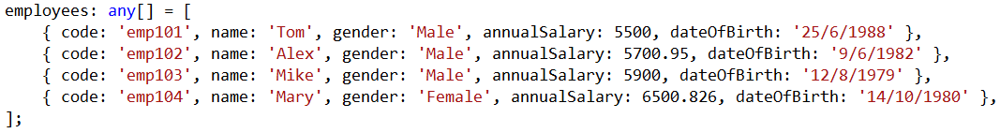 employees: any[] = [
    { code: 'emp101', name: 'Tom', gender: 'Male', annualSalary: 5500, dateOfBirth: '25/6/1988' },
    { code: 'emp102', name: 'Alex', gender: 'Male', annualSalary: 5700.95, dateOfBirth: '9/6/1982' },
    { code: 'emp103', name: 'Mike', gender: 'Male', annualSalary: 5900, dateOfBirth: '12/8/1979' },
    { code: 'emp104', name: 'Mary', gender: 'Female', annualSalary: 6500.826, dateOfBirth: '14/10/1980' },
];